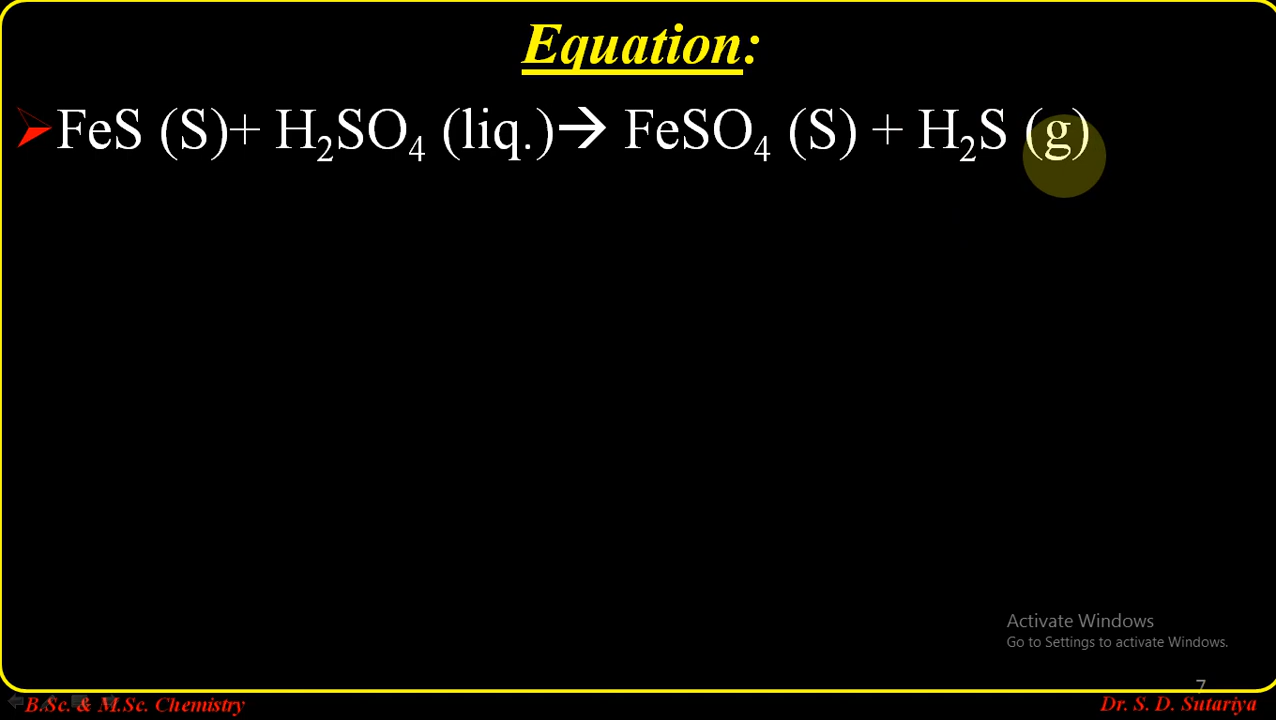 Equation:
FeS (S)+ H₂SO₄ (liq.)→ FeSO₄ (S) + H₂S (g)
Activate Windows
Go to Settings to activate Windows.
7
B.Sc. & M.Sc. Chemistry
Dr. S. D. Sutariya